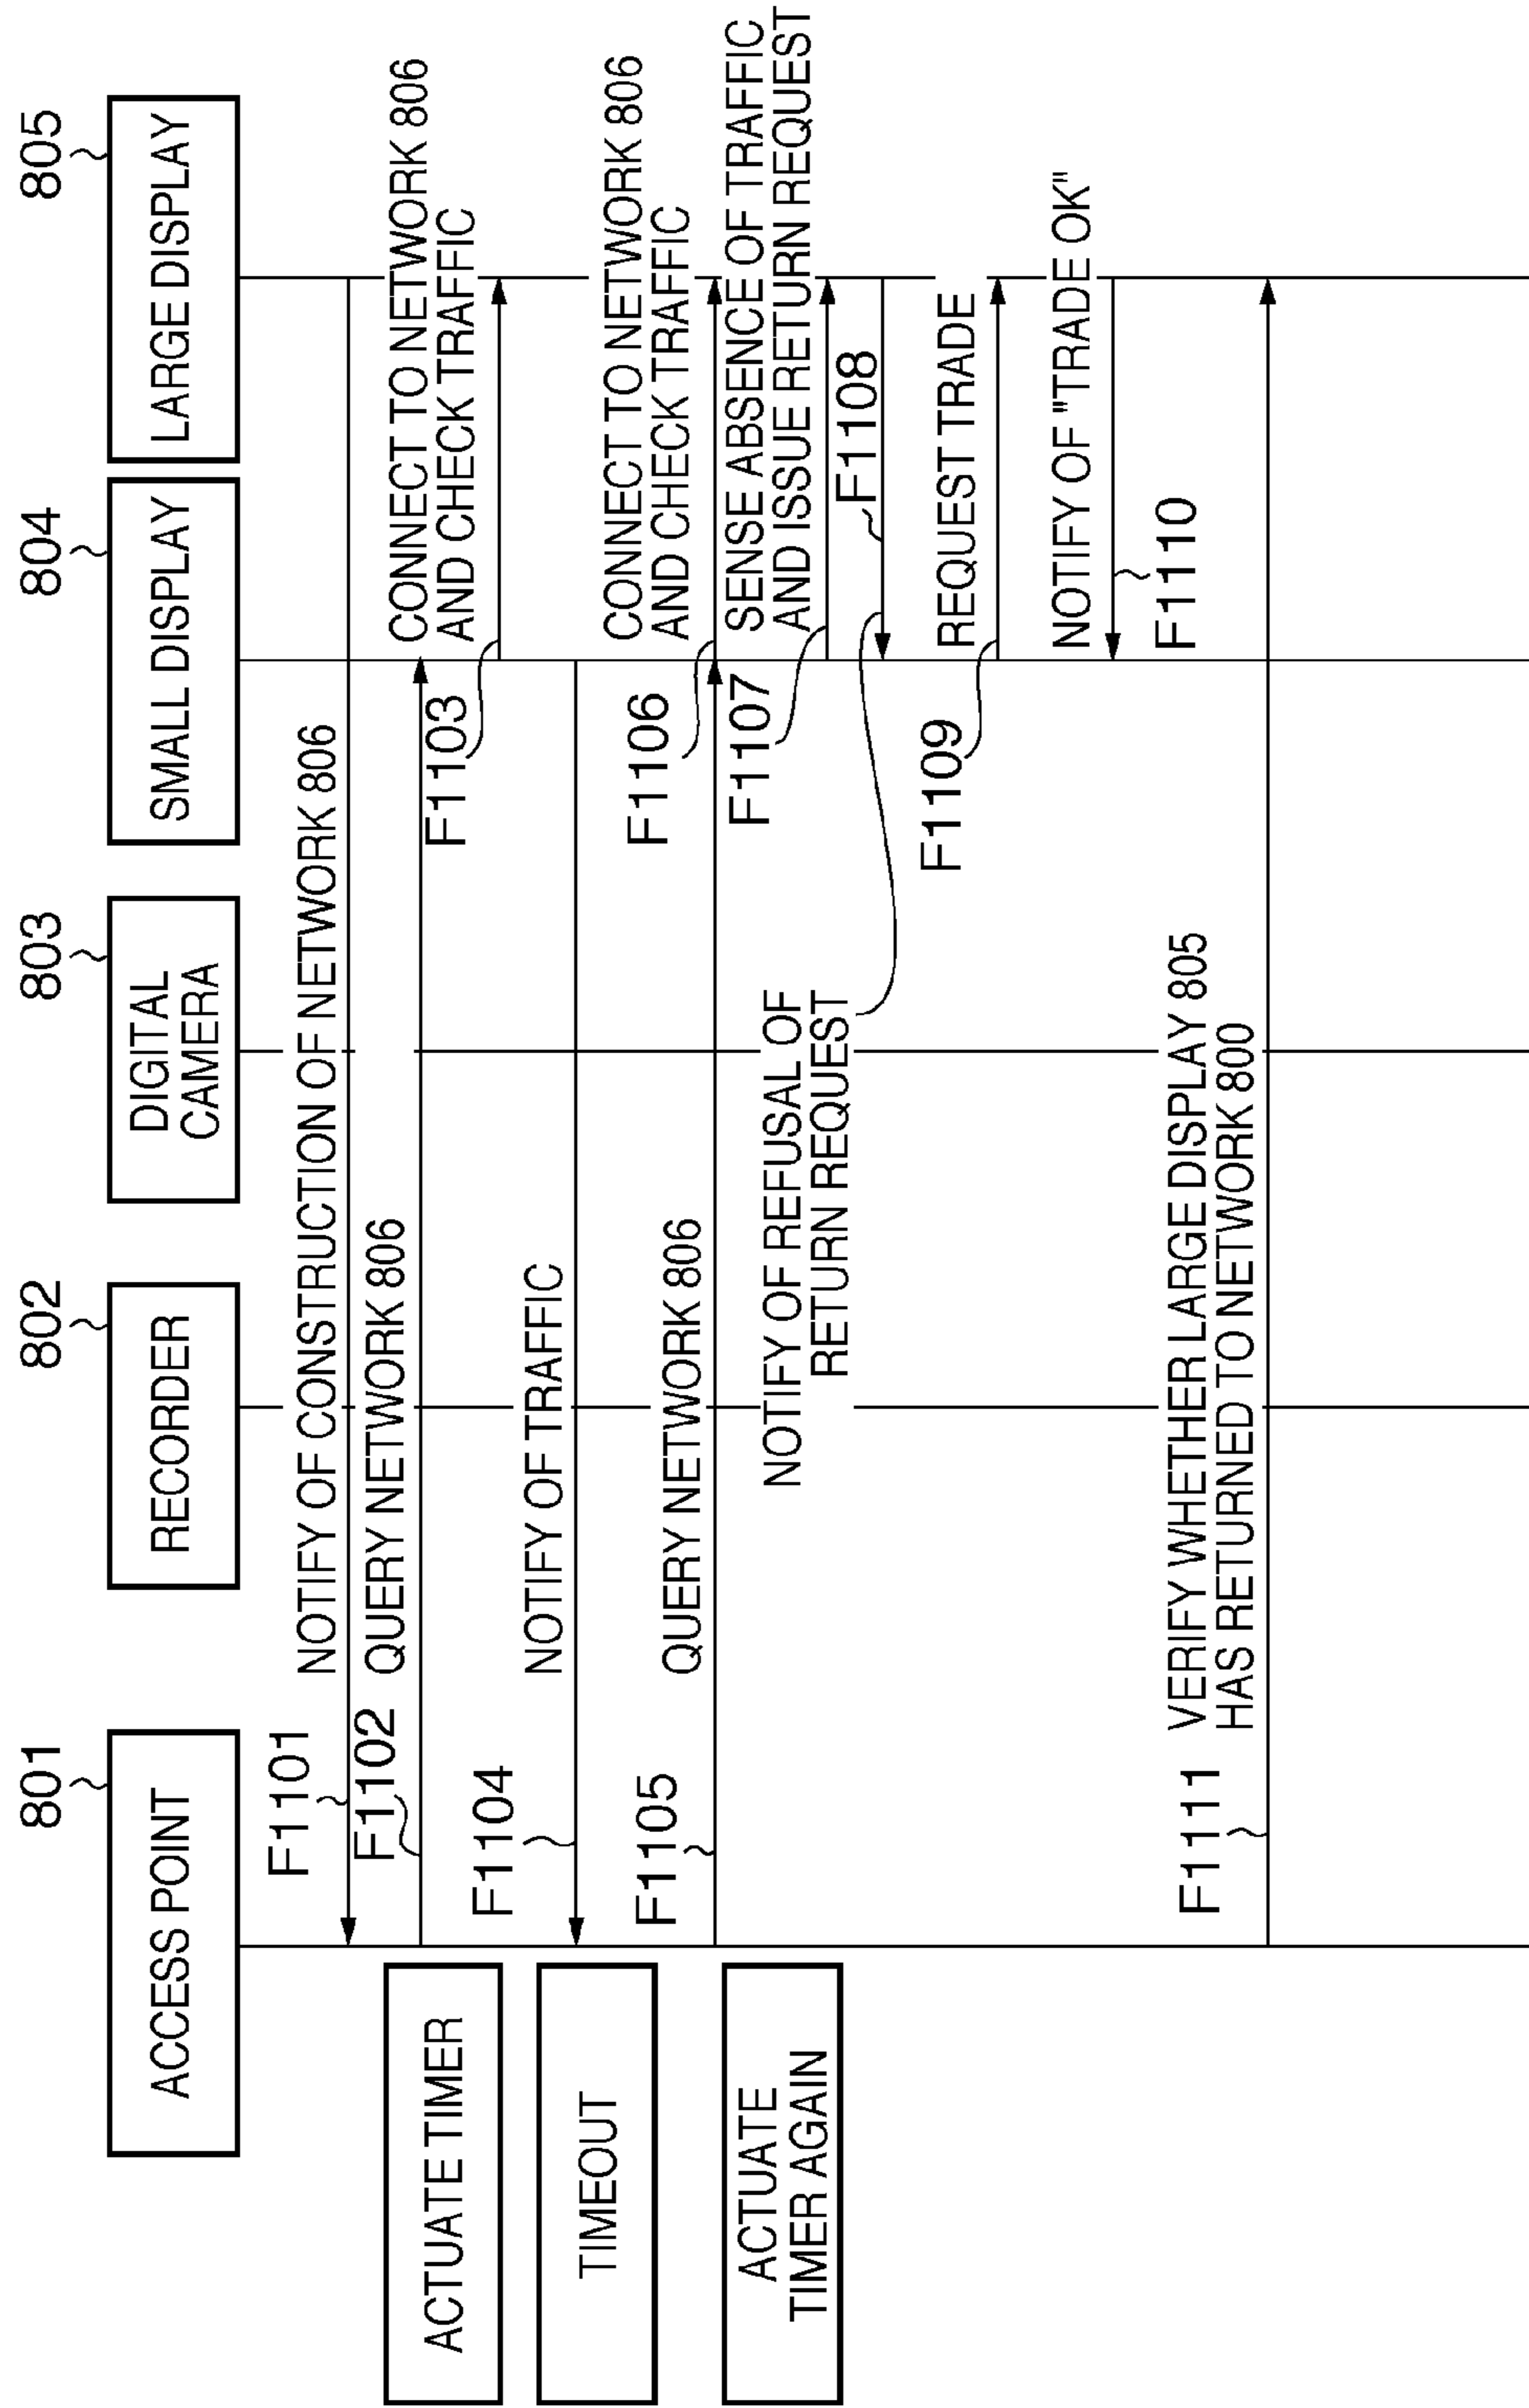 801
802
803
804
805
ACCESS POINT
RECORDER
DIGITAL
CAMERA
SMALL DISPLAY
LARGE DISPLAY
F1101
NOTIFY OF CONSTRUCTION OF NETWORK 806
ACTUATE TIMER
F1102
QUERY NETWORK 806
CONNECT TO NETWORK 806
AND CHECK TRAFFIC
F1103
TIMEOUT
F1104
NOTIFY OF TRAFFIC
F1105
QUERY NETWORK 806
F1106
CONNECT TO NETWORK 806
AND CHECK TRAFFIC
ACTUATE
TIMER AGAIN
F1107
SENSE ABSENCE OF TRAFFIC
AND ISSUE RETURN REQUEST
NOTIFY OF REFUSAL OF
RETURN REQUEST
F1108
F1109
REQUEST TRADE
NOTIFY OF "TRADE OK"
F1110
F1111
VERIFY WHETHER LARGE DISPLAY 805
HAS RETURNED TO NETWORK 800